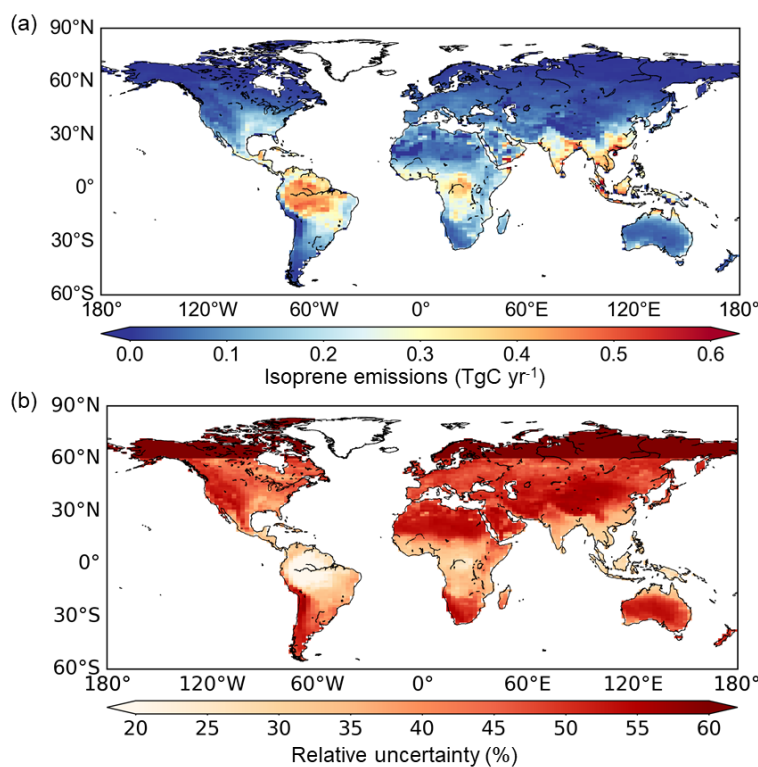 (a)
90°N
60°N
30°N
0°
30°S
60°S
180° 120°W 60°W 0° 60°E 120°E 180°
0.0 0.1 0.2 0.3 0.4 0.5 0.6
Isoprene emissions (TgC yr⁻¹)
(b)
90°N
60°N
30°N
0°
30°S
60°S
180° 120°W 60°W 0° 60°E 120°E 180°
20 25 30 35 40 45 50 55 60
Relative uncertainty (%)